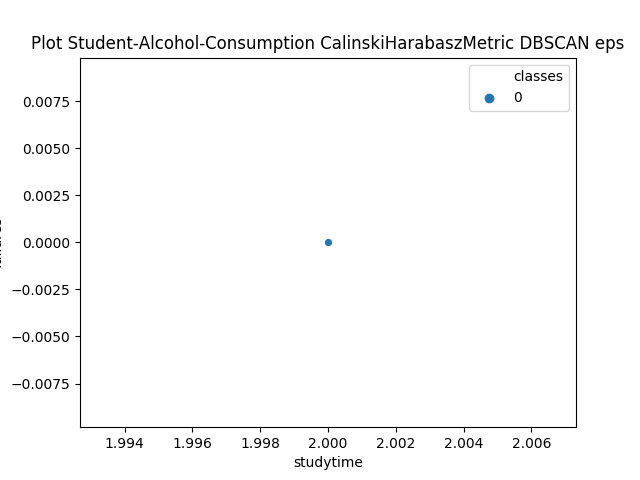 Plot Student-Alcohol-Consumption CalinskiHarabaszMetric DBSCAN eps
classes
0
0.0075
0.0050
0.0025
0.0000
−0.0025
−0.0050
−0.0075
1.994 1.996 1.998 2.000 2.002 2.004 2.006
studytime